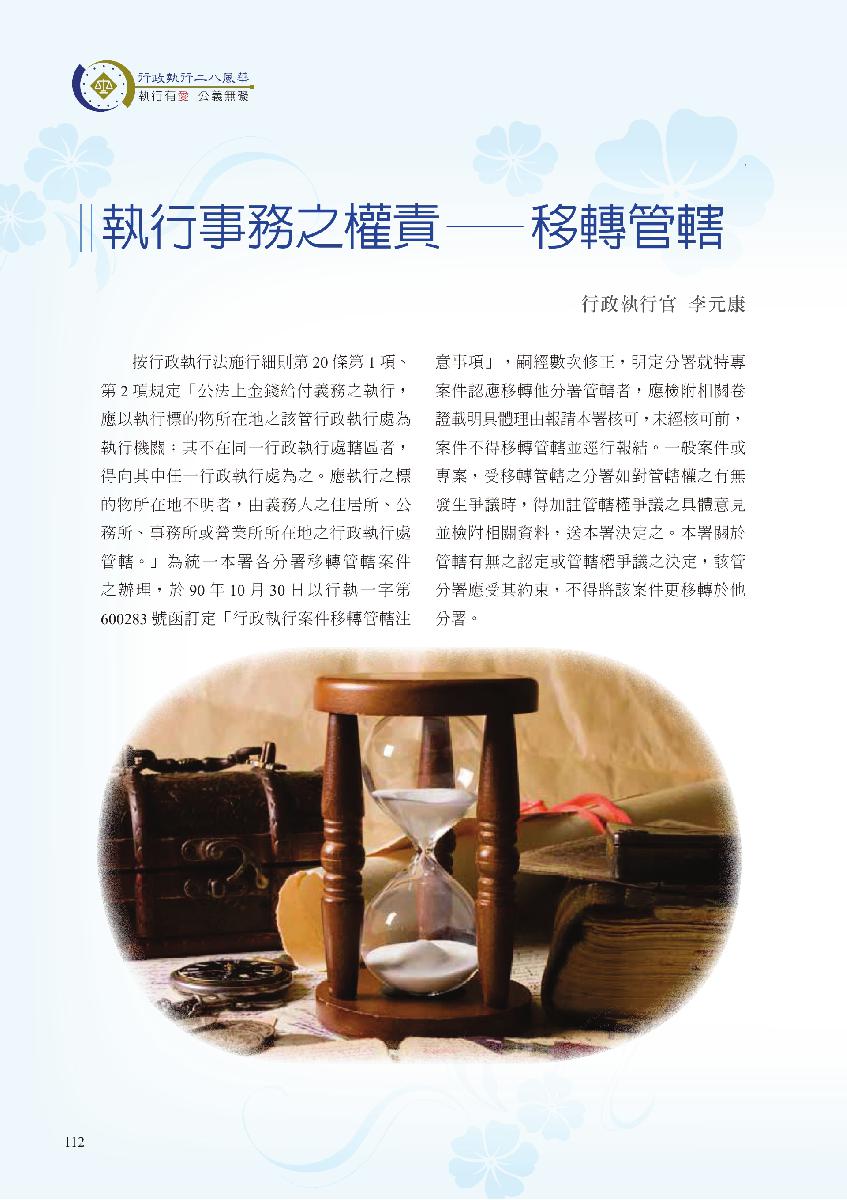 行政執行二八風華
執行有愛 公義無礙
執行事務之權責——移轉管轄
行政執行官 李元康
按行政執行法施行細則第 20 條第 1 項、
第 2 項規定「公法上金錢給付義務之執行，
應以執行標的物所在地之該管行政執行處為
執行機關；其不在同一行政執行處轄區者，
得向其中任一行政執行處為之。應執行之標
的物所在地不明者，由義務人之住居所、公
務所、事務所或營業所所在地之行政執行處
管轄。」為統一本署各分署移轉管轄案件
之辦理，於 90 年 10 月 30 日以行執一字第
600283 號函訂定「行政執行案件移轉管轄注
意事項」，嗣經數次修正，明定分署就特專
案件認應移轉他分署管轄者，應檢附相關卷
證載明具體理由報請本署核可，未經核可前，
案件不得移轉管轄並逕行報結。一般案件或
專案，受移轉管轄之分署如對管轄權之有無
發生爭議時，得加註管轄權爭議之具體意見
並檢附相關資料，送本署決定之。本署關於
管轄有無之認定或管轄權爭議之決定，該管
分署應受其約束，不得將該案件更移轉於他
分署。
112